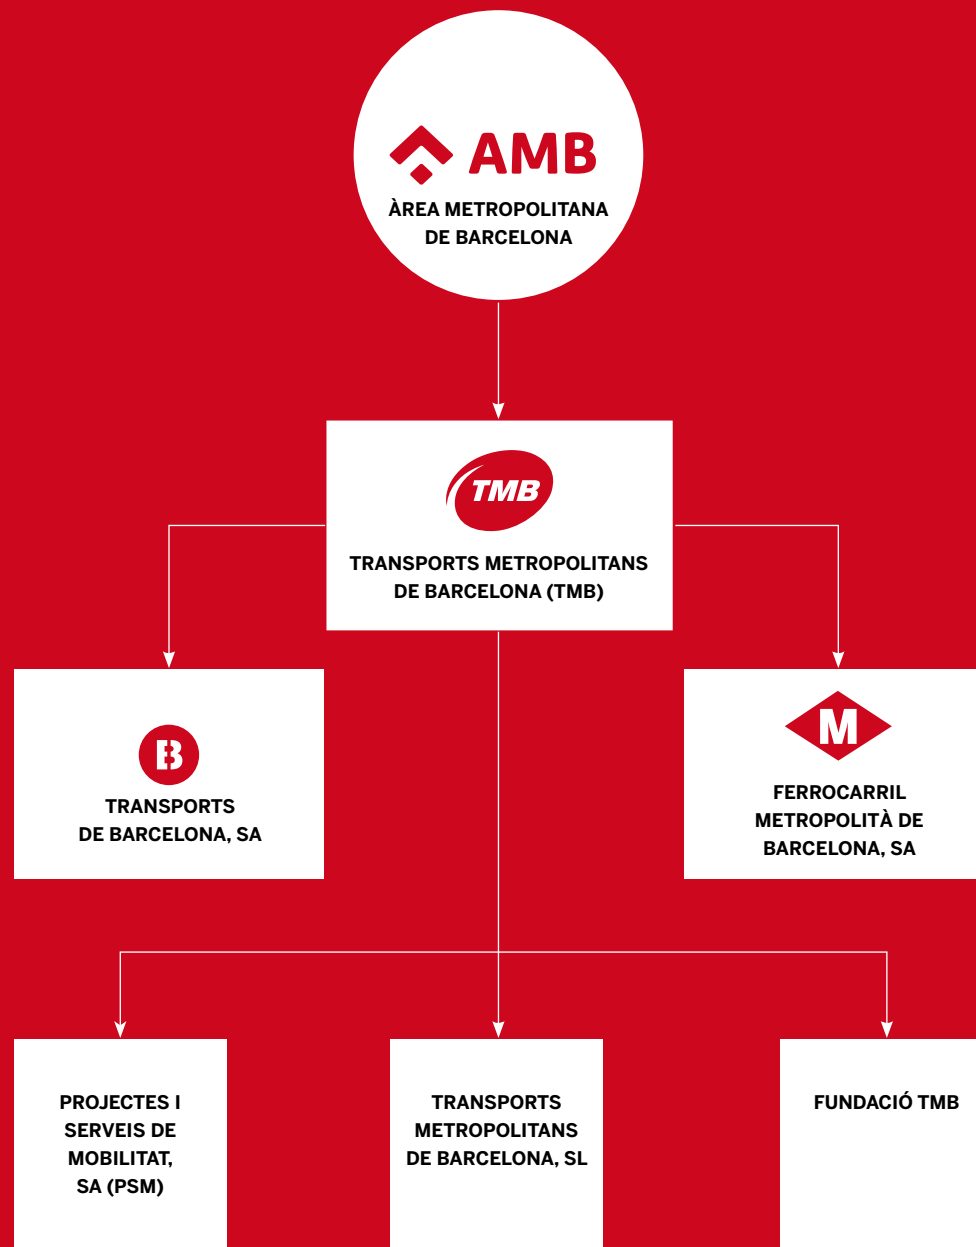 AMB
ÀREA METROPOLITANA
DE BARCELONA
TMB
TRANSPORTS METROPOLITANS
DE BARCELONA (TMB)
B
TRANSPORTS
DE BARCELONA, SA
M
FERROCARRIL
METROPOLITÀ DE
BARCELONA, SA
PROJECTES I
SERVEIS DE
MOBILITAT,
SA (PSM)
TRANSPORTS
METROPOLITANS
DE BARCELONA, SL
FUNDACIÓ TMB